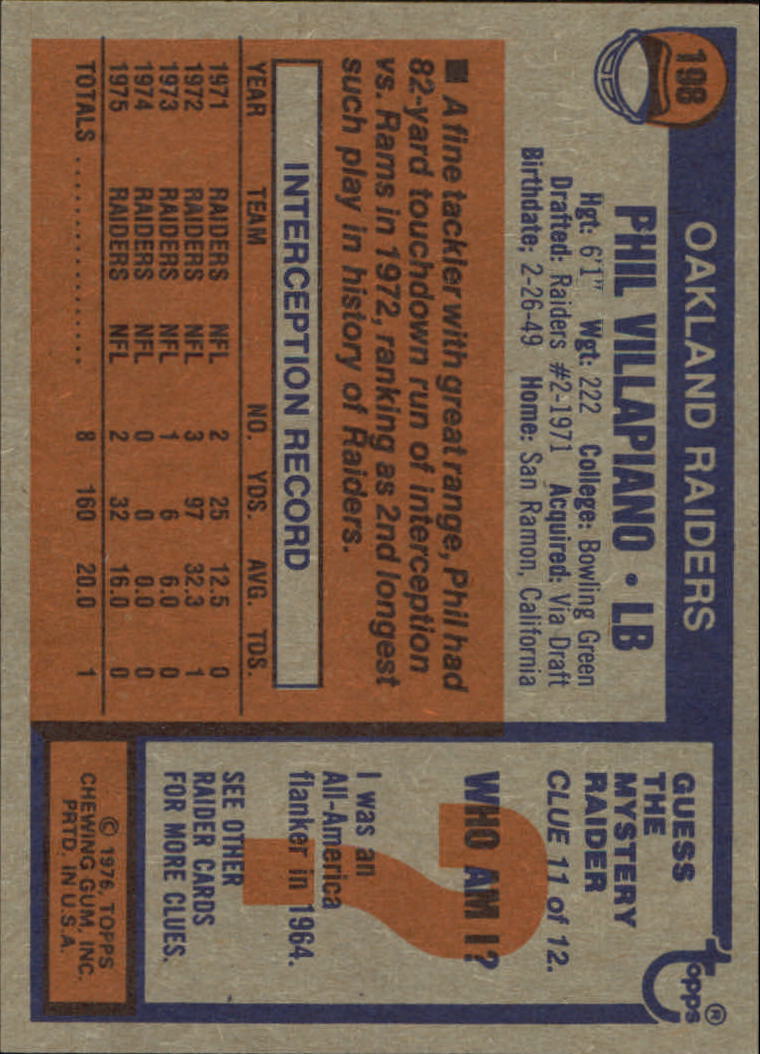 198
OAKLAND RAIDERS
PHIL VILLAPIANO • LB
Hgt: 6'1" Wgt: 222 College: Bowling Green
Drafted: Raiders #2-1971 Acquired: Via Draft
Birthdate; 2-26-49 Home: San Ramon, California
■ A fine tackler with great range, Phil had
82-yard touchdown run of interception
vs. Rams in 1972, ranking as 2nd longest
such play in history of Raiders.
INTERCEPTION RECORD
YEAR TEAM NO. YDS. AVG. TDS.
1971 RAIDERS NFL 2 25 12.5 0
1972 RAIDERS NFL 3 97 32.3 1
1973 RAIDERS NFL 1 6 6.0 0
1974 RAIDERS NFL 0 0 0.0 0
1975 RAIDERS NFL 2 32 16.0 0
TOTALS .................... 8 160 20.0 1
Topps®
GUESS
THE
MYSTERY
RAIDER
CLUE 11 of 12.
?
WHO AM I?
I was an
All-America
flanker in 1964.
SEE OTHER
RAIDER CARDS
FOR MORE CLUES.
© 1976, TOPPS
CHEWING GUM, INC.
PRTD. IN U.S.A.